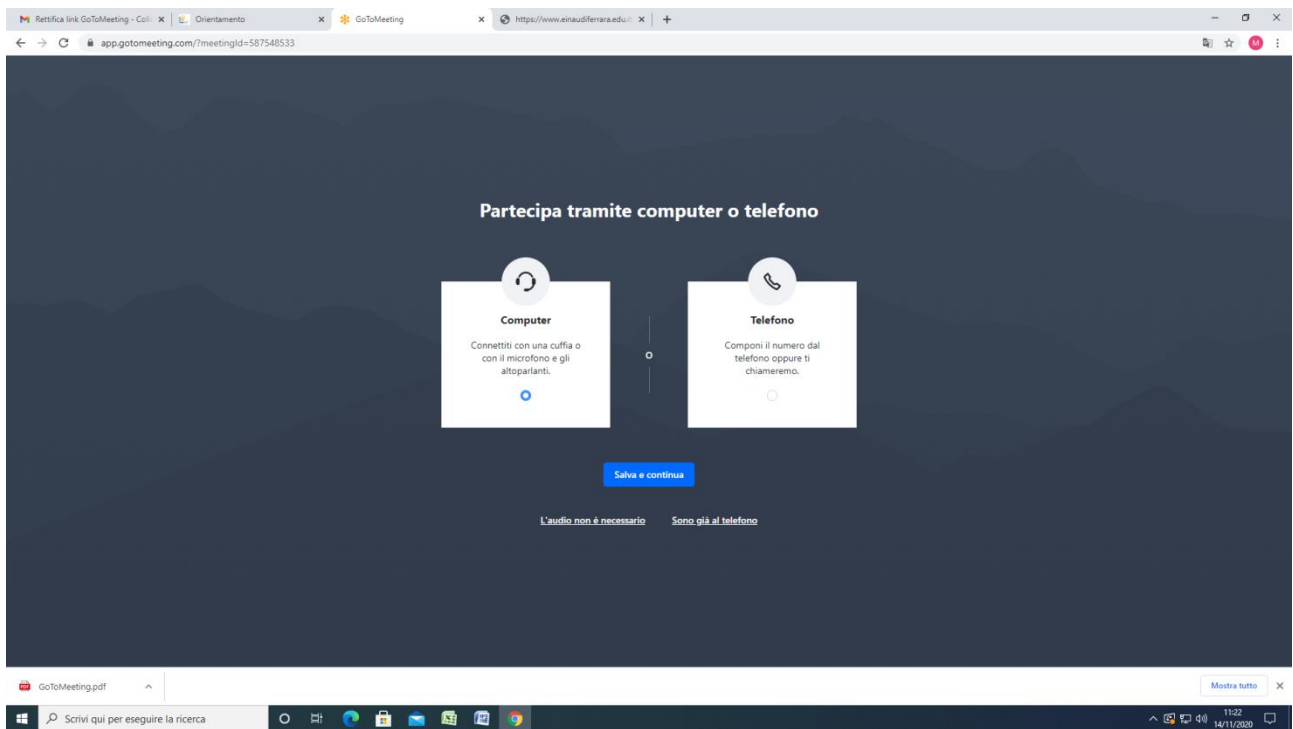 Rettifica link GoToMeeting - Coll
Orientamento
GoToMeeting
https://www.einaudiferrara.edu.it
app.gotomeeting.com/?meetingId=587548533
M
Partecipa tramite computer o telefono
Computer
Connettiti con una cuffia o
con il microfono e gli
altoparlanti.
o
Telefono
Componi il numero dal
telefono oppure ti
chiameremo.
Salva e continua
L'audio non è necessario
Sono già al telefono
GoToMeeting.pdf
Mostra tutto
Scrivi qui per eseguire la ricerca
11:22
14/11/2020